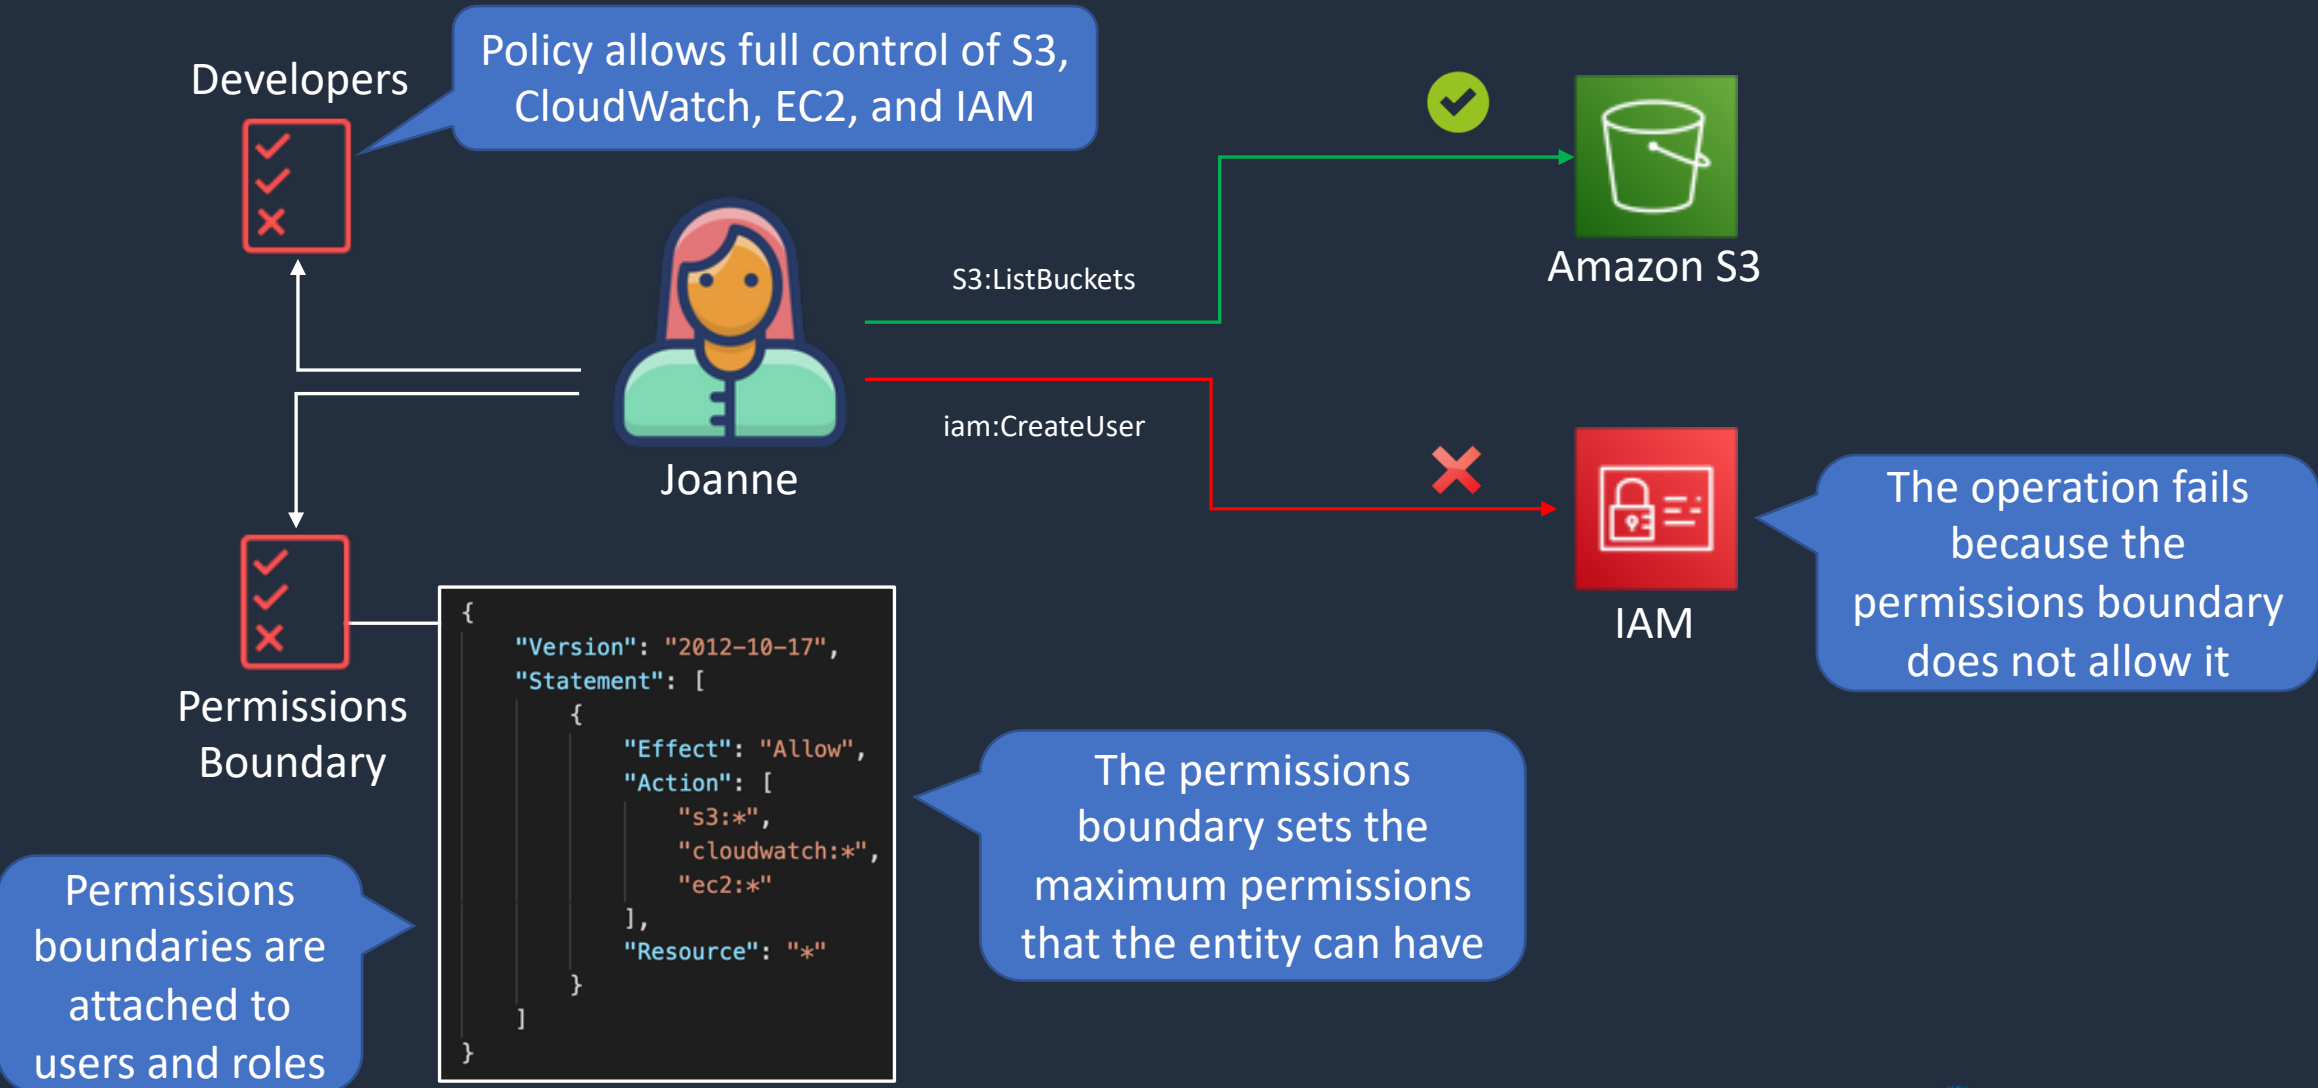 Policy allows full control of S3,
CloudWatch, EC2, and IAM
Developers
S3:ListBuckets
Amazon S3
iam:CreateUser
Joanne
The operation fails
because the
permissions boundary
does not allow it
IAM
Permissions
Boundary
{
"Version": "2012-10-17",
"Statement": [
{
"Effect": "Allow",
"Action": [
"s3:*",
"cloudwatch:*",
"ec2:*"
],
"Resource": "*"
}
]
}
The permissions
boundary sets the
maximum permissions
that the entity can have
Permissions
boundaries are
attached to
users and roles